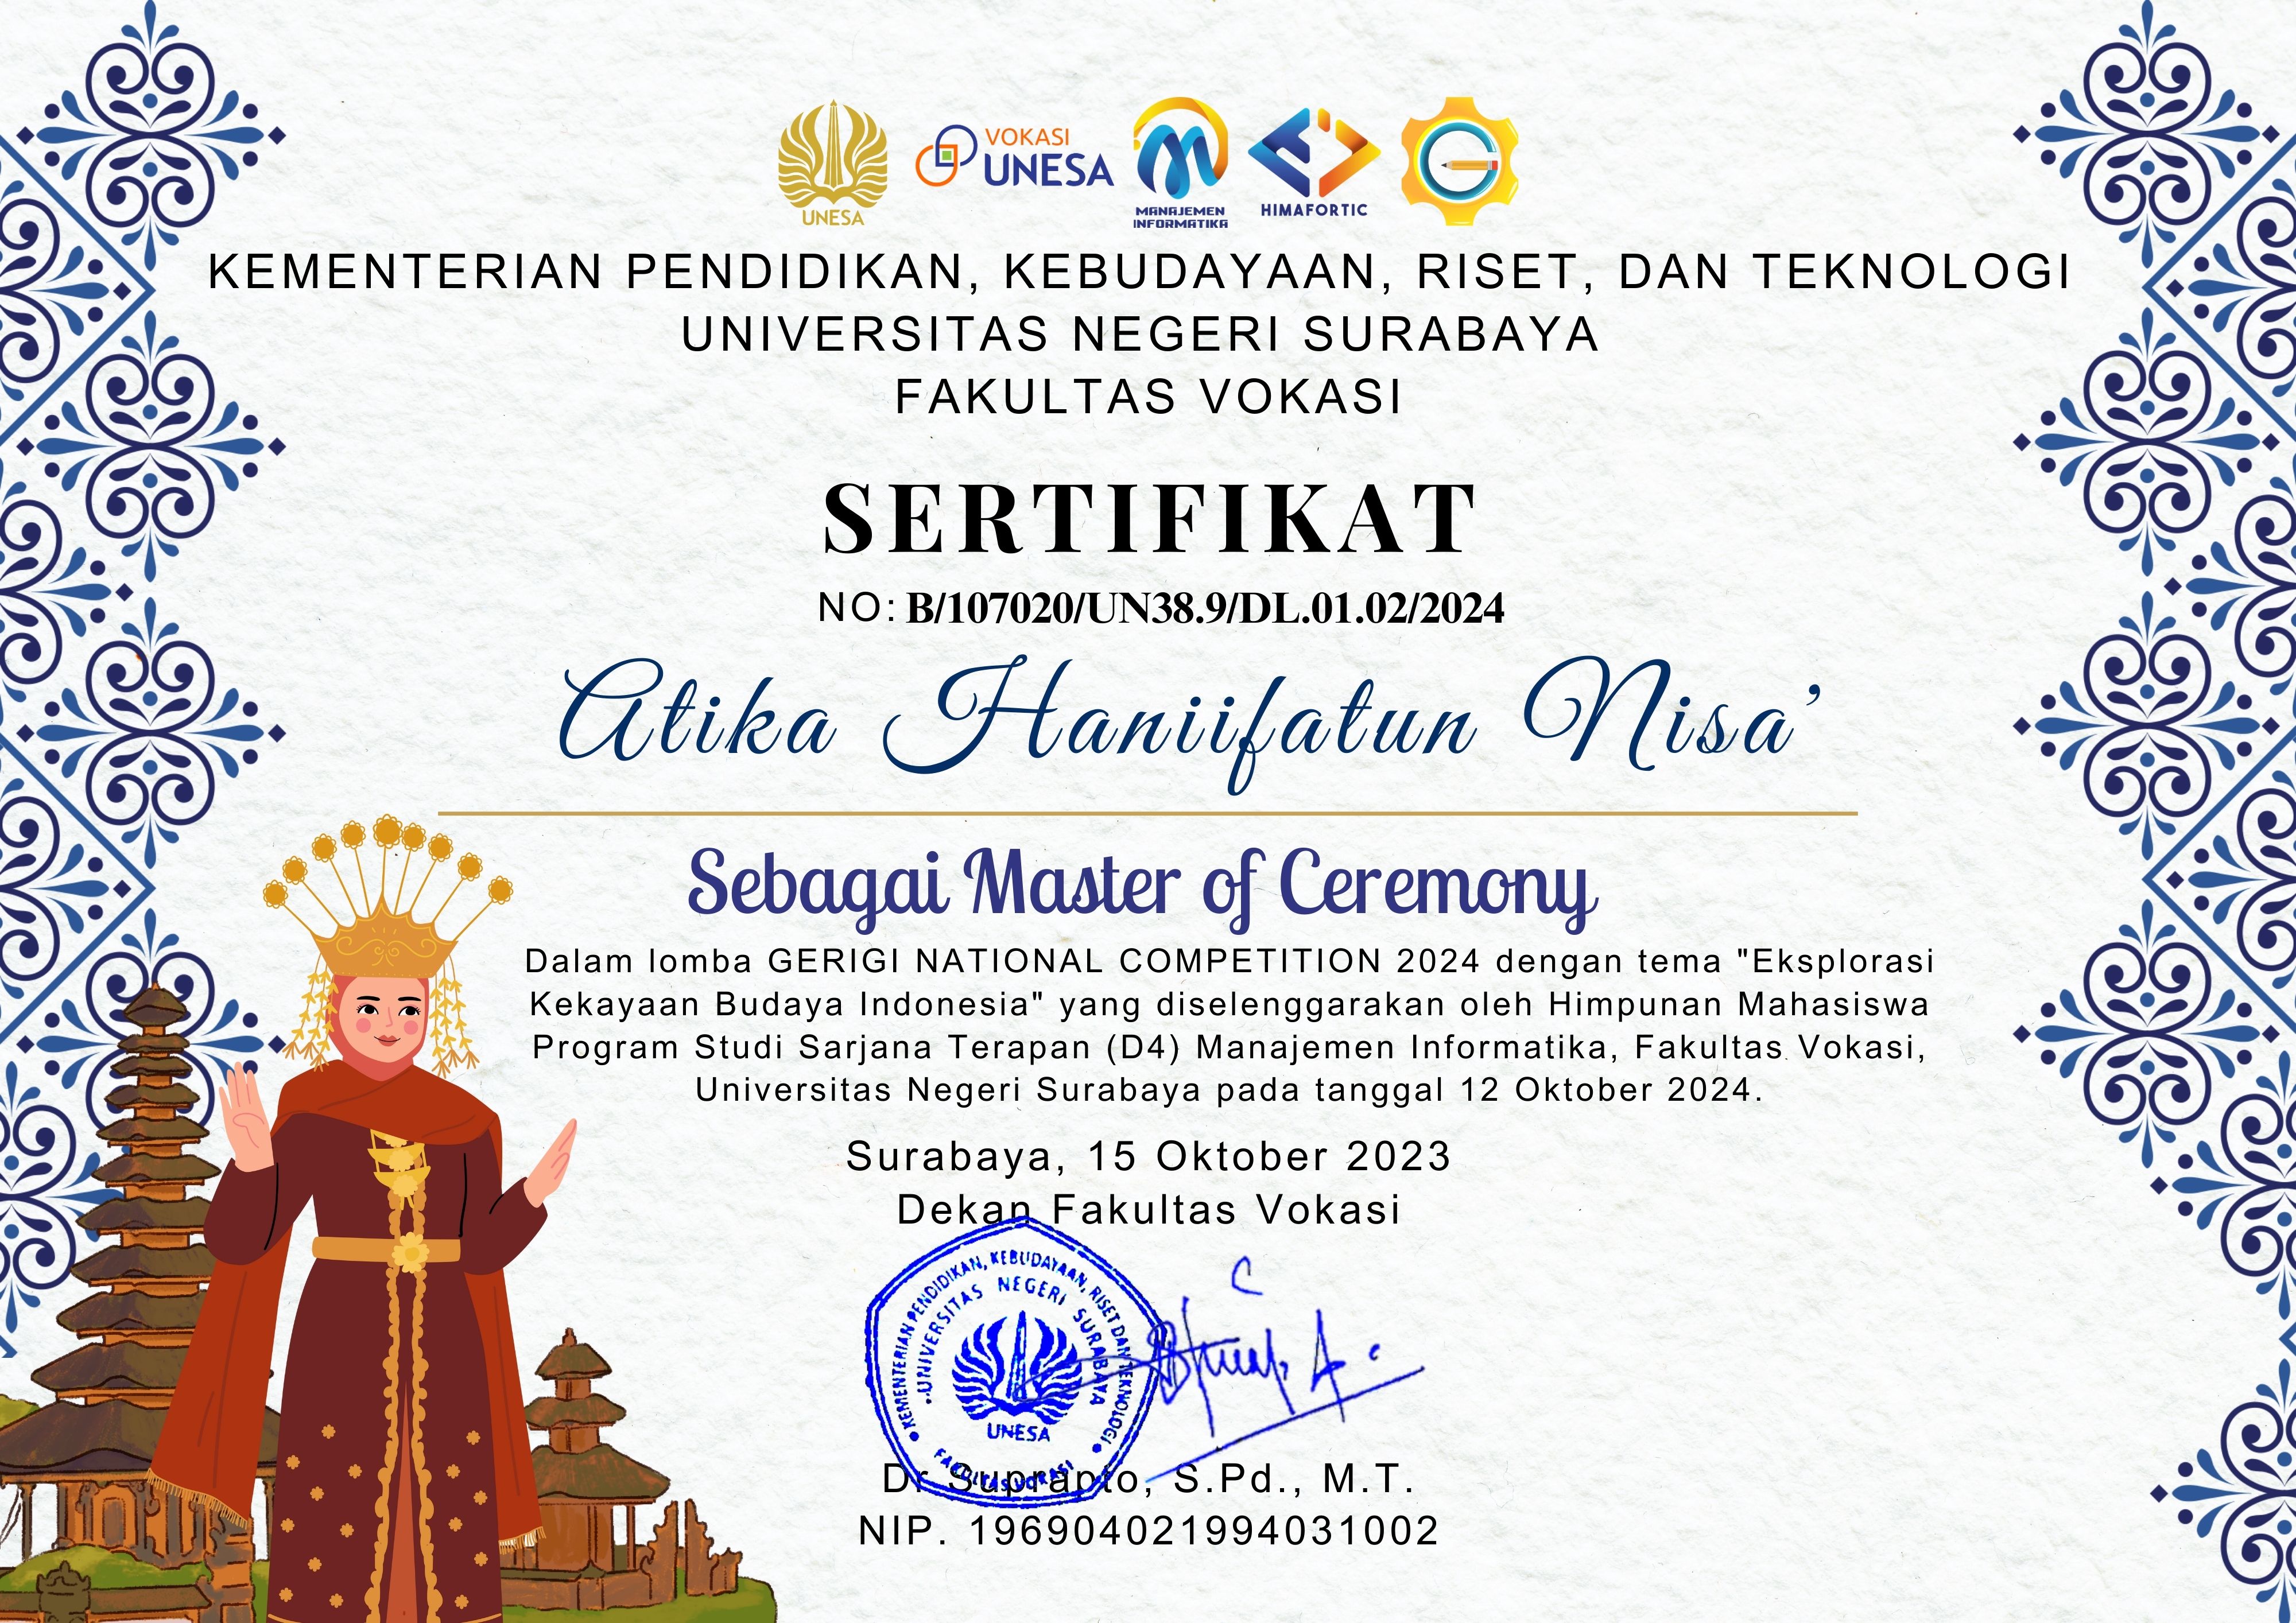 UNESA
VOKASI
UNESA
MANAJEMEN
INFORMATIKA
HIMAFORTIC
KEMENTERIAN PENDIDIKAN, KEBUDAYAAN, RISET, DAN TEKNOLOGI
UNIVERSITAS NEGERI SURABAYA
FAKULTAS VOKASI
SERTIFIKAT
NO: B/107020/UN38.9/DL.01.02/2024
Atika Haniifatun Nisa'
Sebagai Master of Ceremony
Dalam lomba GERIGI NATIONAL COMPETITION 2024 dengan tema "Eksplorasi
Kekayaan Budaya Indonesia" yang diselenggarakan oleh Himpunan Mahasiswa
Program Studi Sarjana Terapan (D4) Manajemen Informatika, Fakultas Vokasi,
Universitas Negeri Surabaya pada tanggal 12 Oktober 2024.
Surabaya, 15 Oktober 2023
Dekan Fakultas Vokasi
KEMENTERIAN PENDIDIKAN, KEBUDAYAAN, RISET DAN TEKNOLOGI
UNIVERSITAS NEGERI SURABAYA
UNESA
FAKULTAS VOKASI
Dr Suprapto, S.Pd., M.T.
NIP. 196904021994031002